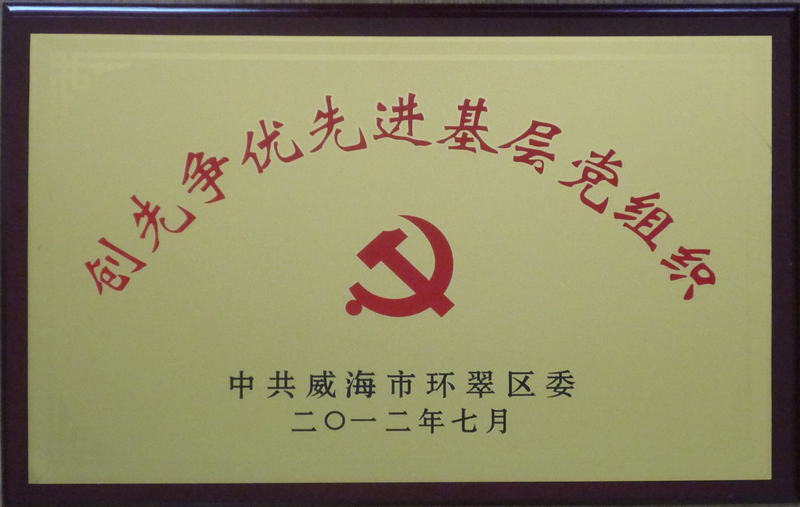 创先争优先进基层党组织
中共威海市环翠区委
二〇一二年七月